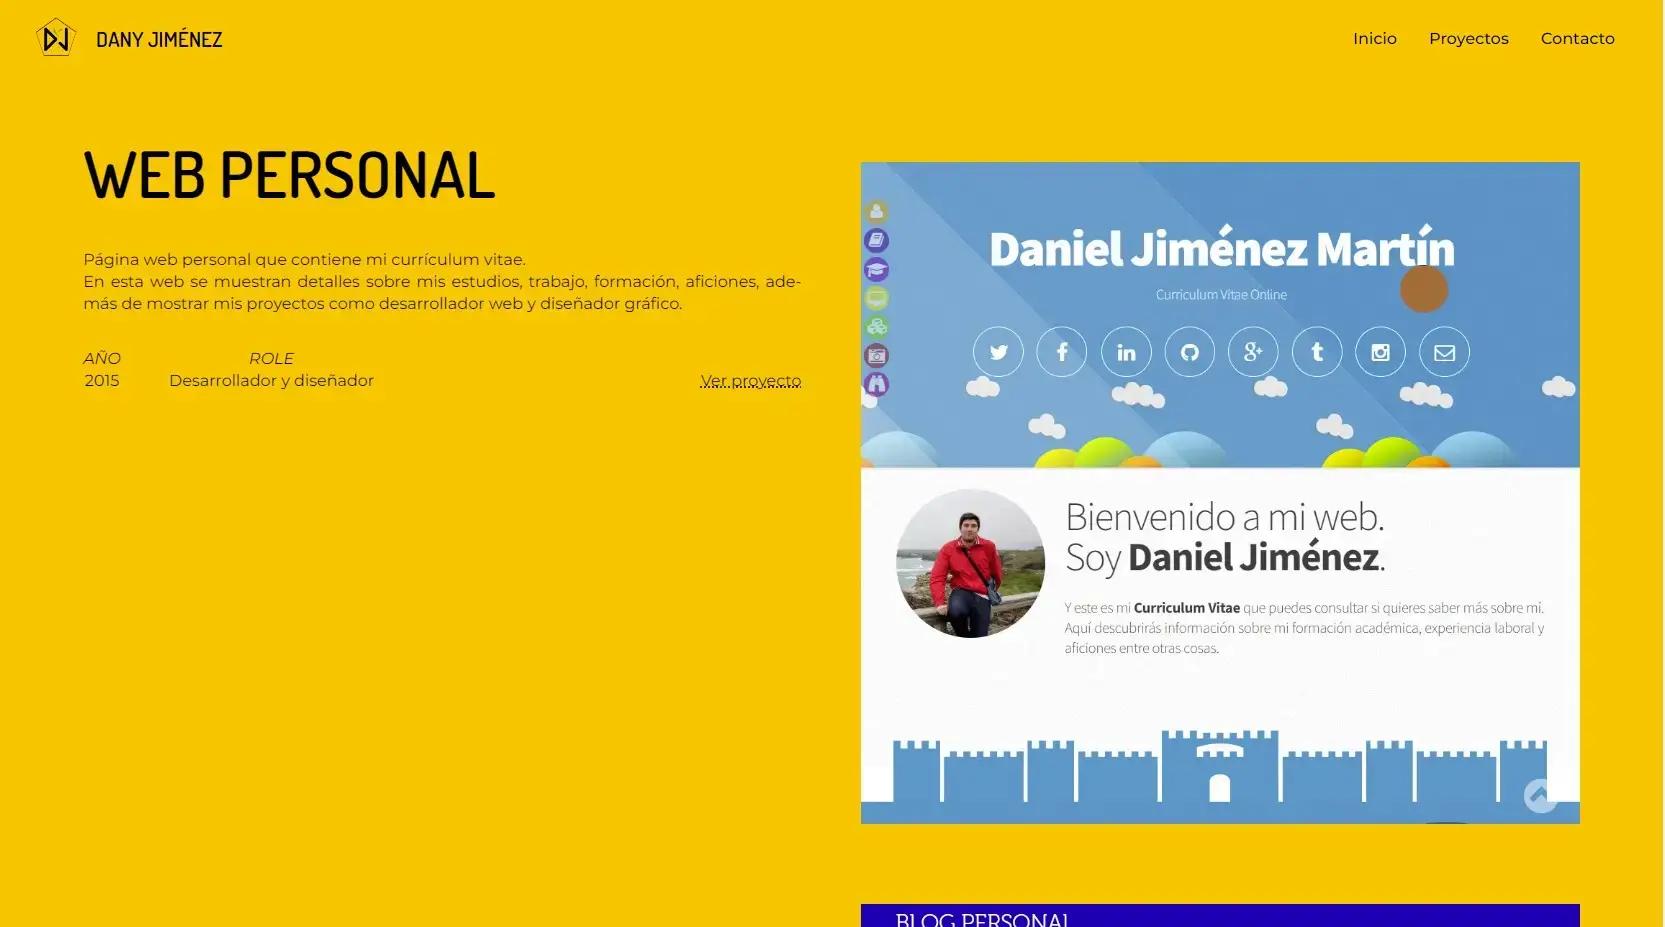 DANY JIMÉNEZ
Inicio
Proyectos
Contacto
WEB PERSONAL
Página web personal que contiene mi currículum vitae.
En esta web se muestran detalles sobre mis estudios, trabajo, formación, aficiones, ade-
más de mostrar mis proyectos como desarrollador web y diseñador gráfico.
AÑO
ROLE
2015
Desarrollador y diseñador
Ver proyecto
Daniel Jiménez Martín
Curriculum Vitae Online
Bienvenido a mi web.
Soy Daniel Jiménez.
Y este es mi Curriculum Vitae que puedes consultar si quieres saber más sobre mi.
Aquí descubrirás información sobre mi formación académica, experiencia laboral y
aficiones entre otras cosas.
BLOG PERSONAL